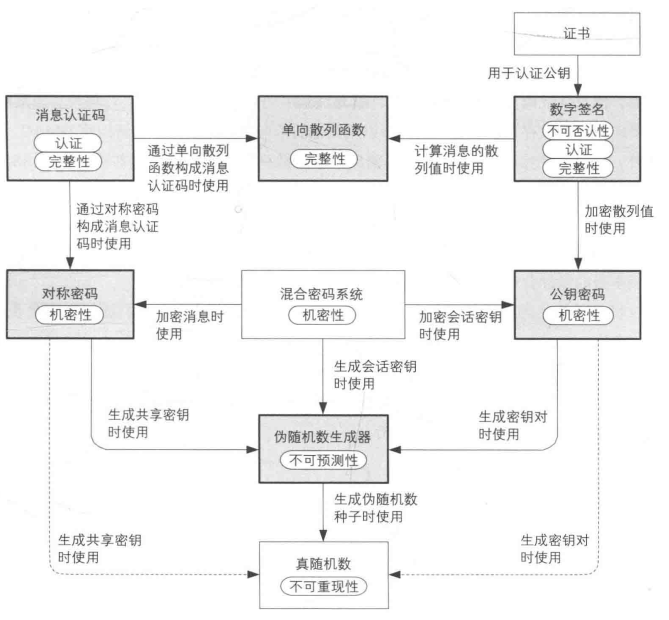 证书
用于认证公钥
消息认证码
认证
完整性
通过单向散列
函数构成消息
认证码时使用
单向散列函数
完整性
计算消息的散
列值时使用
数字签名
不可否认性
认证
完整性
通过对称密码
构成消息认证
码时使用
加密散列值
时使用
对称密码
机密性
加密消息时
使用
混合密码系统
机密性
加密会话密钥
时使用
公钥密码
机密性
生成会话密钥
时使用
生成共享密钥
时使用
伪随机数生成器
不可预测性
生成密钥对
时使用
生成伪随机数
种子时使用
生成共享密钥
时使用
真随机数
不可重现性
生成密钥对
时使用